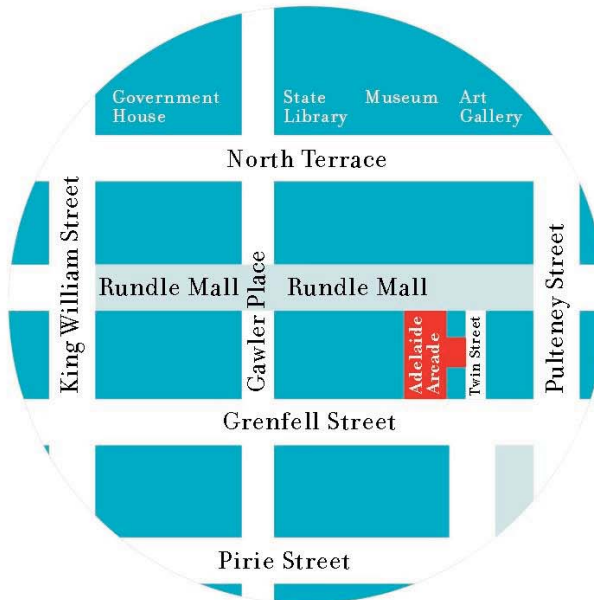 Government
House
State
Library
Museum
Art
Gallery
North Terrace
King William Street
Rundle Mall
Gawler Place
Rundle Mall
Adelaide
Arcade
Twin Street
Pulteney Street
Grenfell Street
Pirie Street